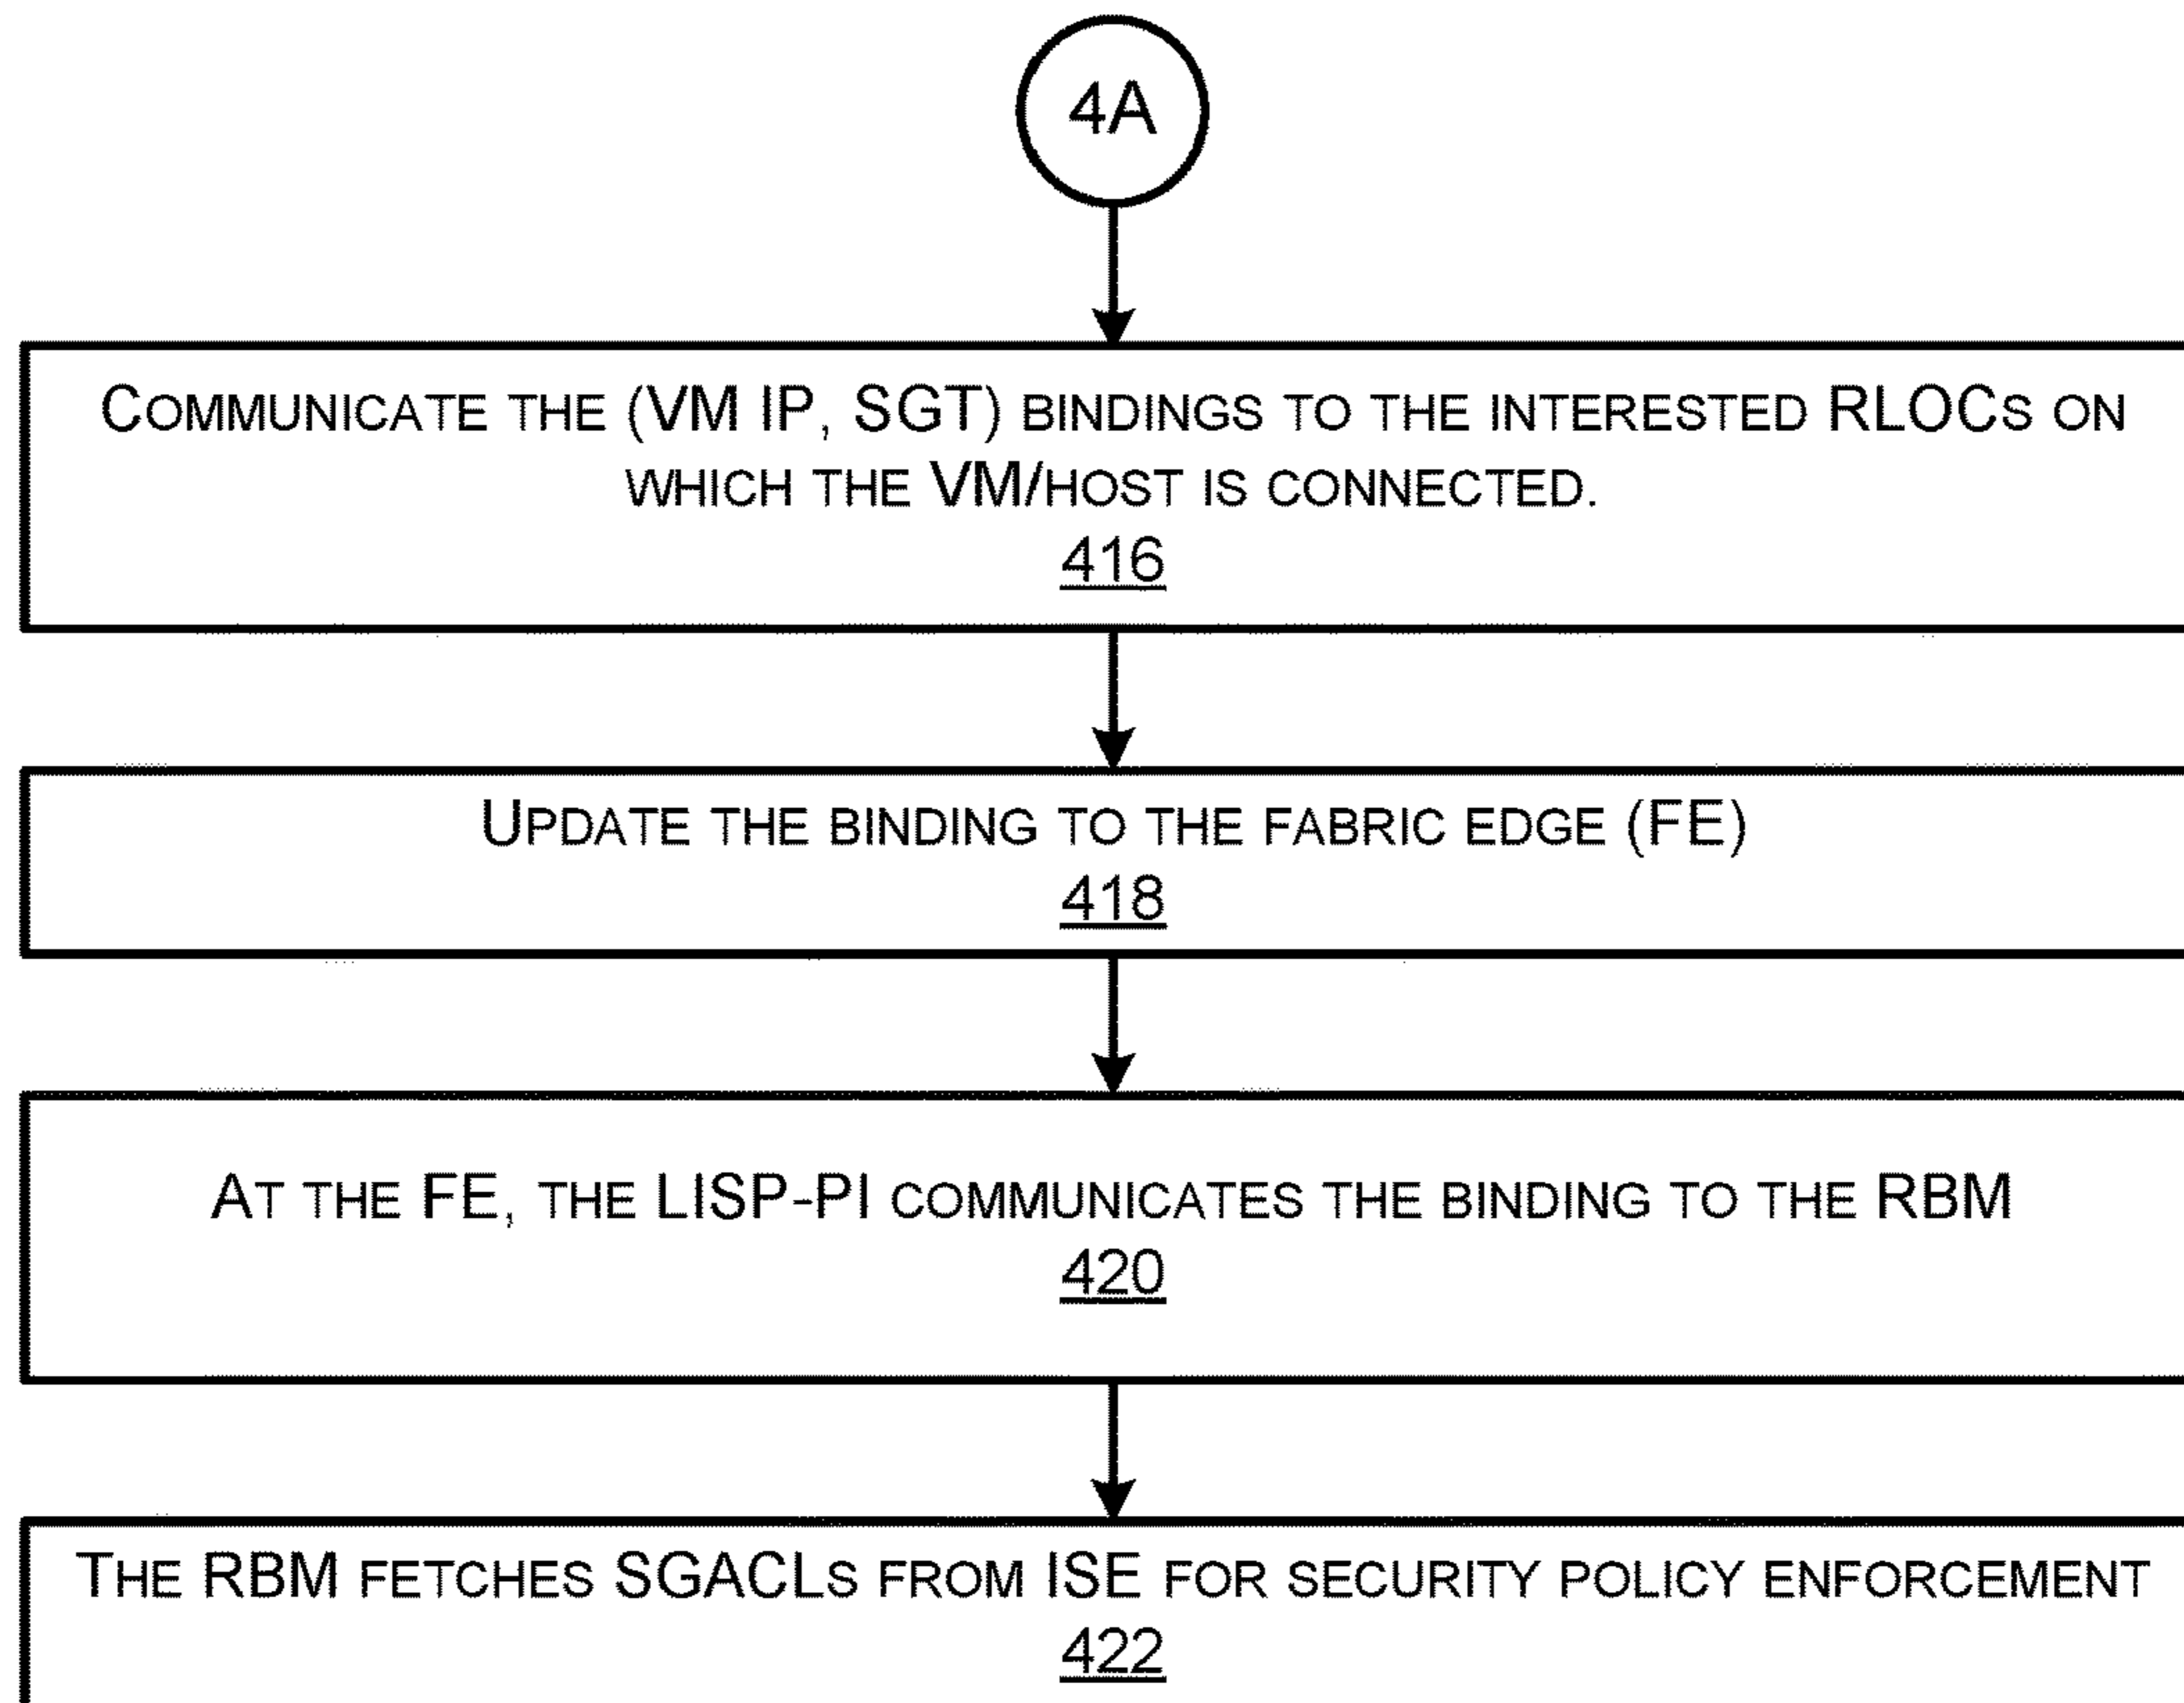 4A
COMMUNICATE THE (VM IP, SGT) BINDINGS TO THE INTERESTED RLOCS ON
WHICH THE VM/HOST IS CONNECTED.
416
UPDATE THE BINDING TO THE FABRIC EDGE (FE)
418
AT THE FE, THE LISP-PI COMMUNICATES THE BINDING TO THE RBM
420
THE RBM FETCHES SGACLS FROM ISE FOR SECURITY POLICY ENFORCEMENT
422